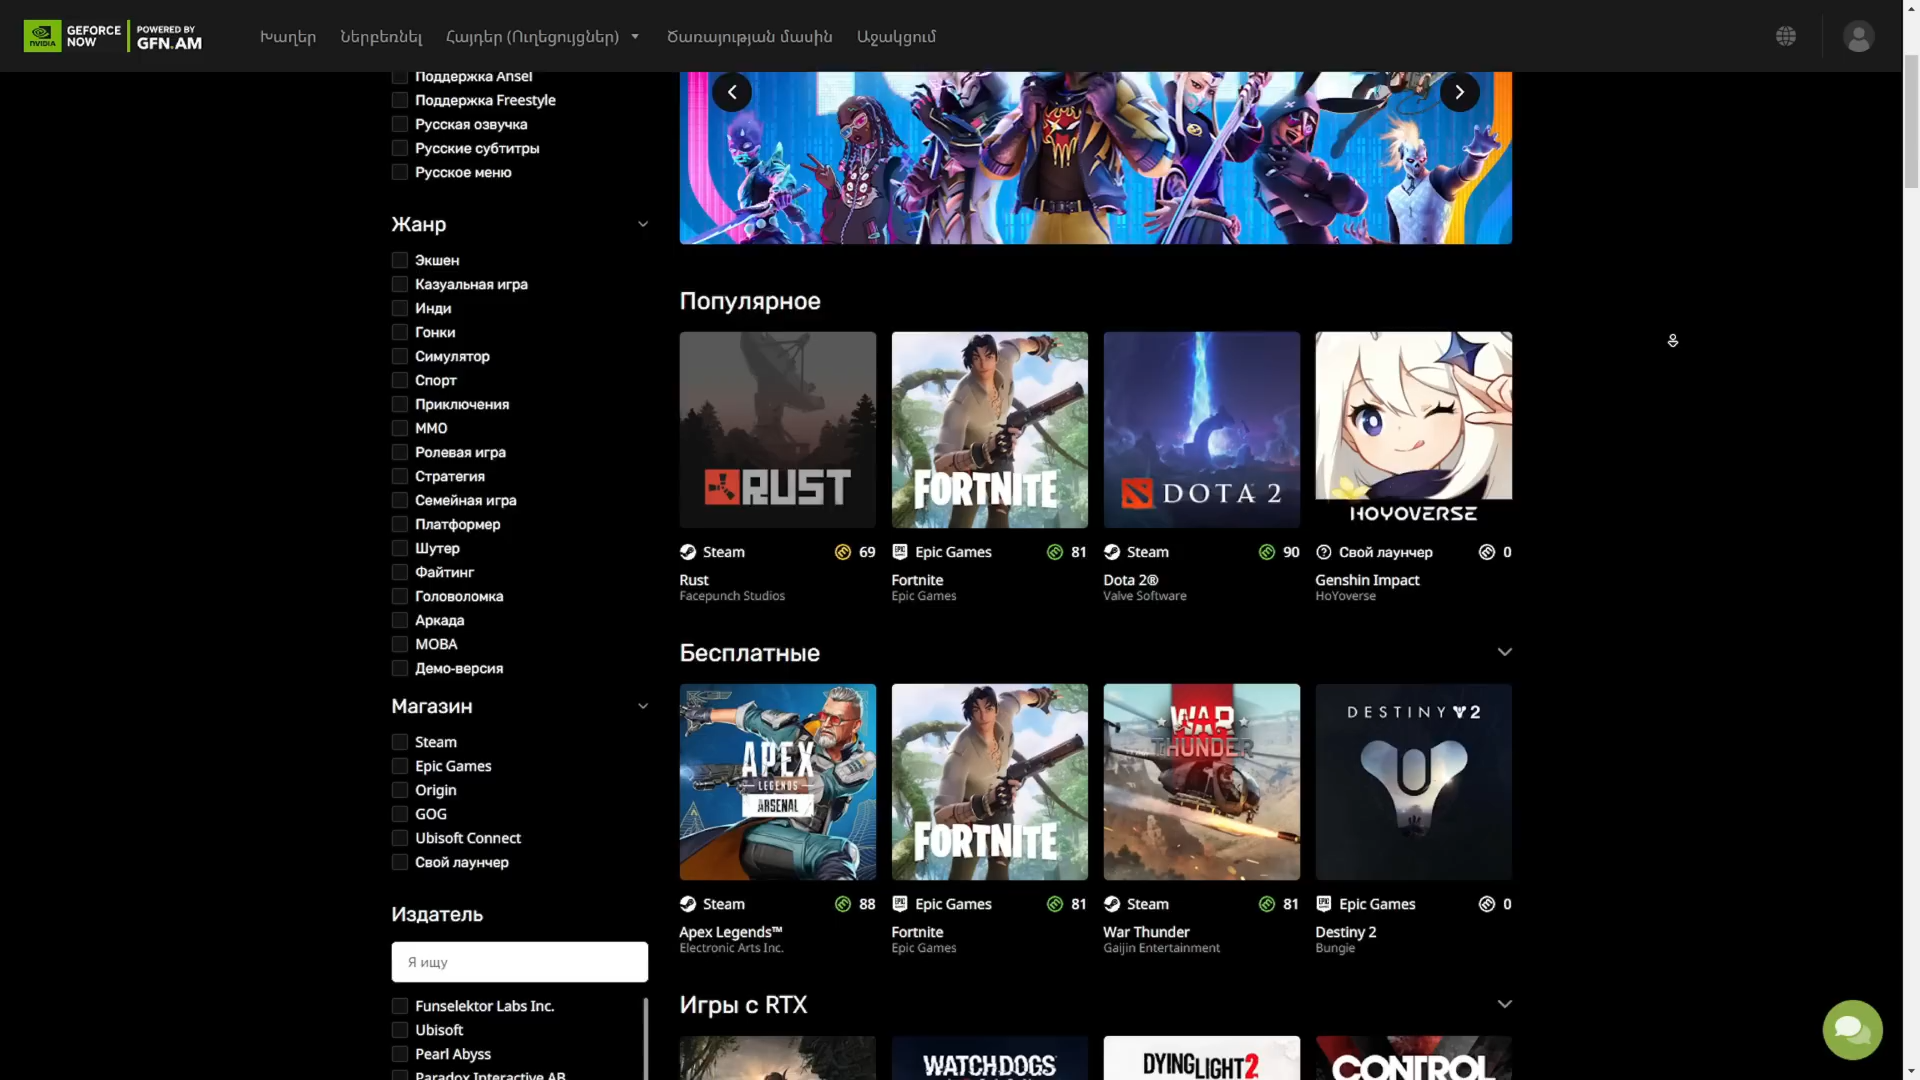 NVIDIA
GEFORCE NOW
POWERED BY GFN.AM
Խաղեր
Ներբեռնել
Հայդեր (Ուղեցույցներ)
Ծառայության մասին
Աջակցում
Поддержка Ansel
Поддержка Freestyle
Русская озвучка
Русские субтитры
Русское меню
Жанр
Экшен
Казуальная игра
Инди
Гонки
Симулятор
Спорт
Приключения
ММО
Ролевая игра
Стратегия
Семейная игра
Платформер
Шутер
Файтинг
Головоломка
Аркада
MOBA
Демо-версия
Магазин
Steam
Epic Games
Origin
GOG
Ubisoft Connect
Свой лаунчер
Издатель
Я ищу
Funselektor Labs Inc.
Ubisoft
Pearl Abyss
Paradox Interactive AB
Популярное
RUST
FORTNITE
DOTA 2
HOYOVERSE
Steam 69
Epic Games 81
Steam 90
Свой лаунчер 0
Rust
Fortnite
Dota 2®
Genshin Impact
Facepunch Studios
Epic Games
Valve Software
HoYoverse
Бесплатные
APEX
LEGENDS
ARSENAL
FORTNITE
WAR
THUNDER
DESTINY 2
Steam 88
Epic Games 81
Steam 81
Epic Games 0
Apex Legends™
Fortnite
War Thunder
Destiny 2
Electronic Arts Inc.
Epic Games
Gaijin Entertainment
Bungie
Игры с RTX
WATCH DOGS
DYING LIGHT 2
CONTROL